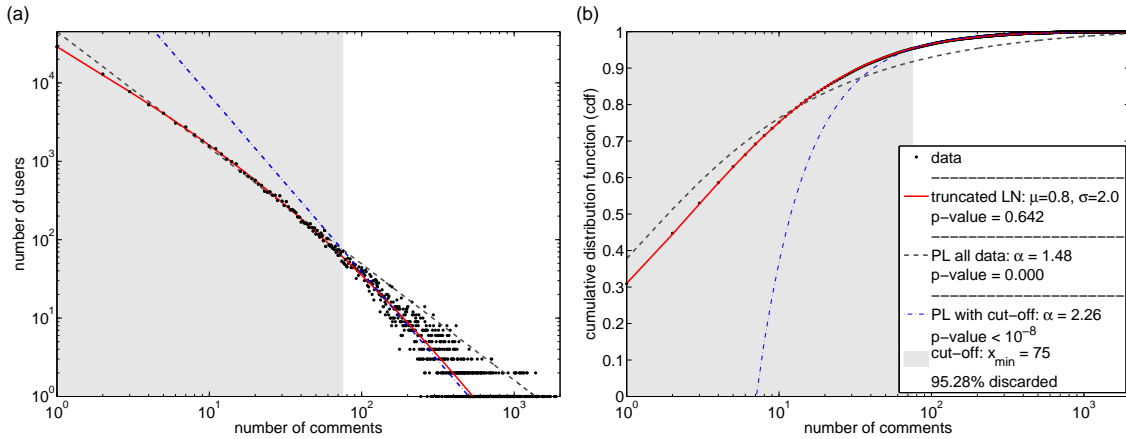 (a)
10^4
10^3
10^2
10^1
10^0
number of users
10^0 10^1 10^2 10^3
number of comments
(b)
1
0.9
0.8
0.7
0.6
0.5
0.4
0.3
0.2
0.1
0
cumulative distribution function (cdf)
10^0 10^1 10^2 10^3
number of comments
data
truncated LN: μ=0.8, σ=2.0
p-value = 0.642
PL all data: α = 1.48
p-value = 0.000
PL with cut-off: α = 2.26
p-value < 10^-8
cut-off: x_min = 75
95.28% discarded